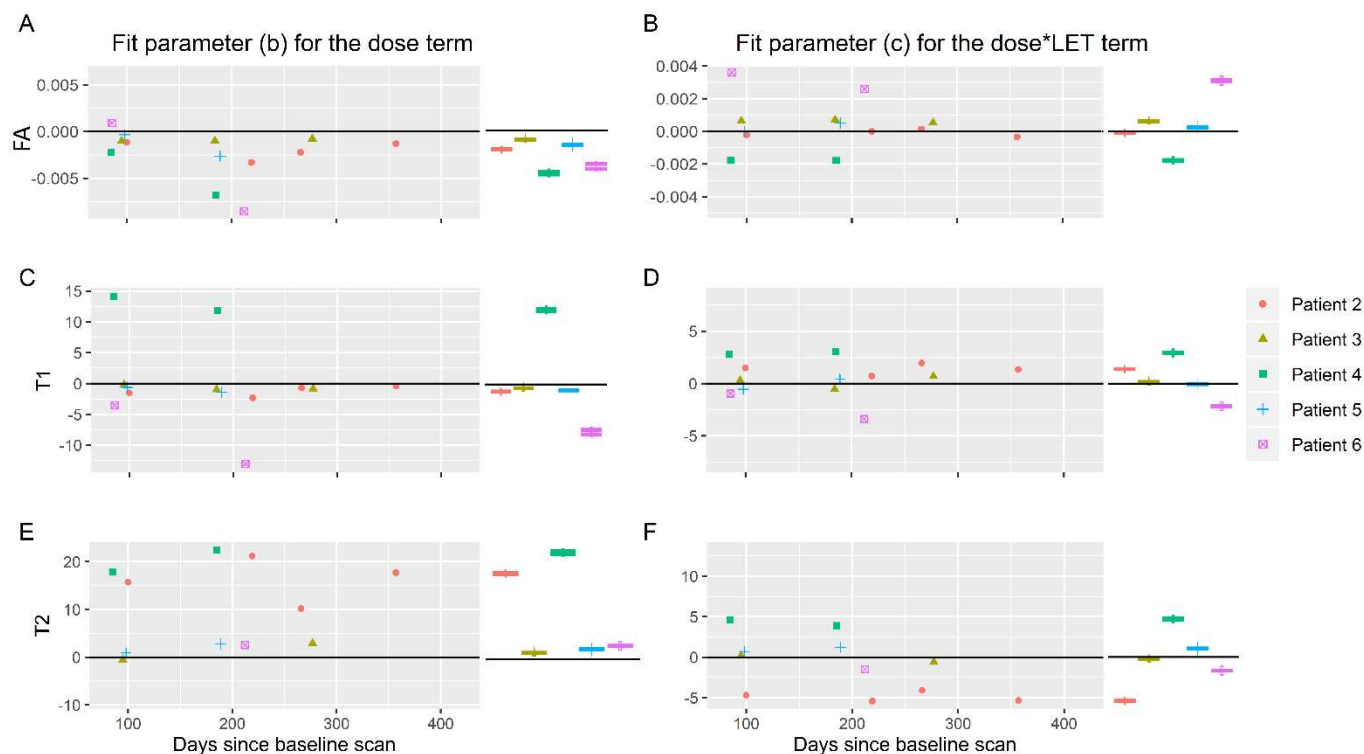 A
B
Fit parameter (b) for the dose term
Fit parameter (c) for the dose*LET term
0.005
0.000
-0.005
FA
0.004
0.002
0.000
-0.002
-0.004
C
D
15
10
5
0
-5
-10
T1
5
0
-5
Patient 2
Patient 3
Patient 4
Patient 5
Patient 6
E
F
20
10
0
-10
T2
10
5
0
-5
100
200
300
400
100
200
300
400
Days since baseline scan
Days since baseline scan